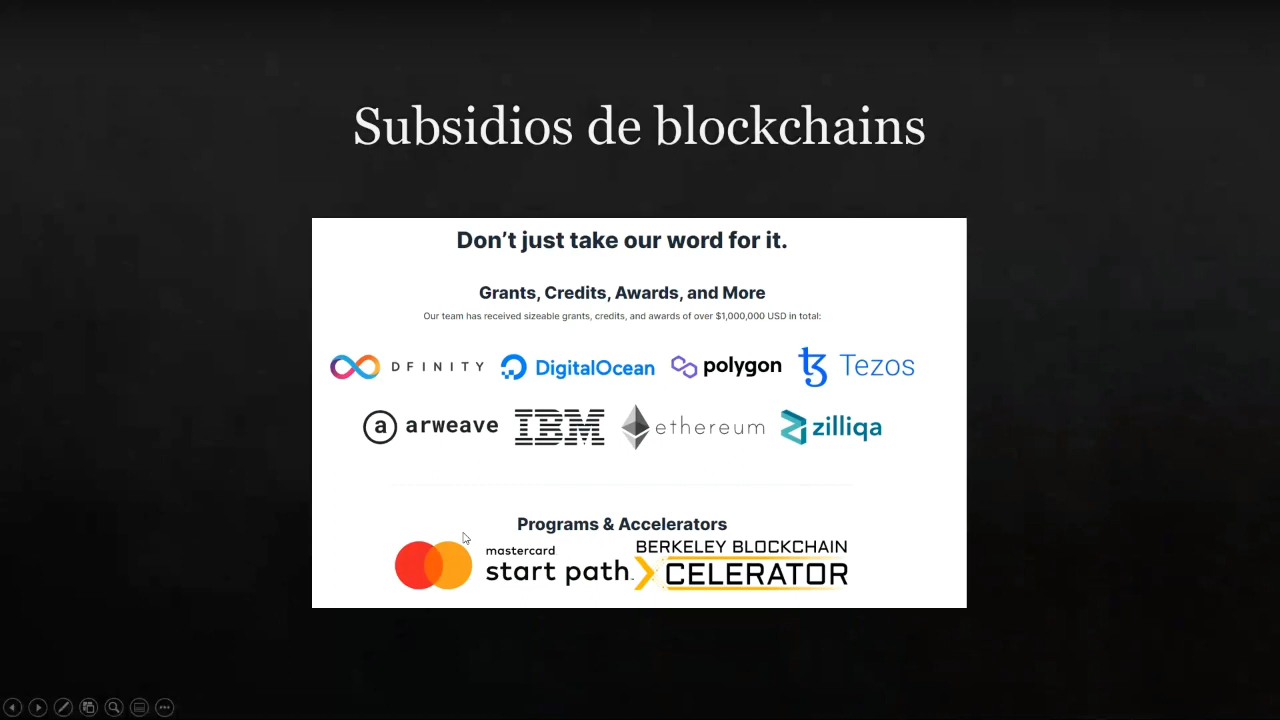 Subsidios de blockchains
Don't just take our word for it.
Grants, Credits, Awards, and More
Our team has received sizeable grants, credits, and awards of over $1,000,000 USD in total:
DFINITY DigitalOcean polygon Tezos
a arweave IBM ethereum zilliqa
Programs & Accelerators
mastercard
start path.
BERKELEY BLOCKCHAIN
XCELERATOR